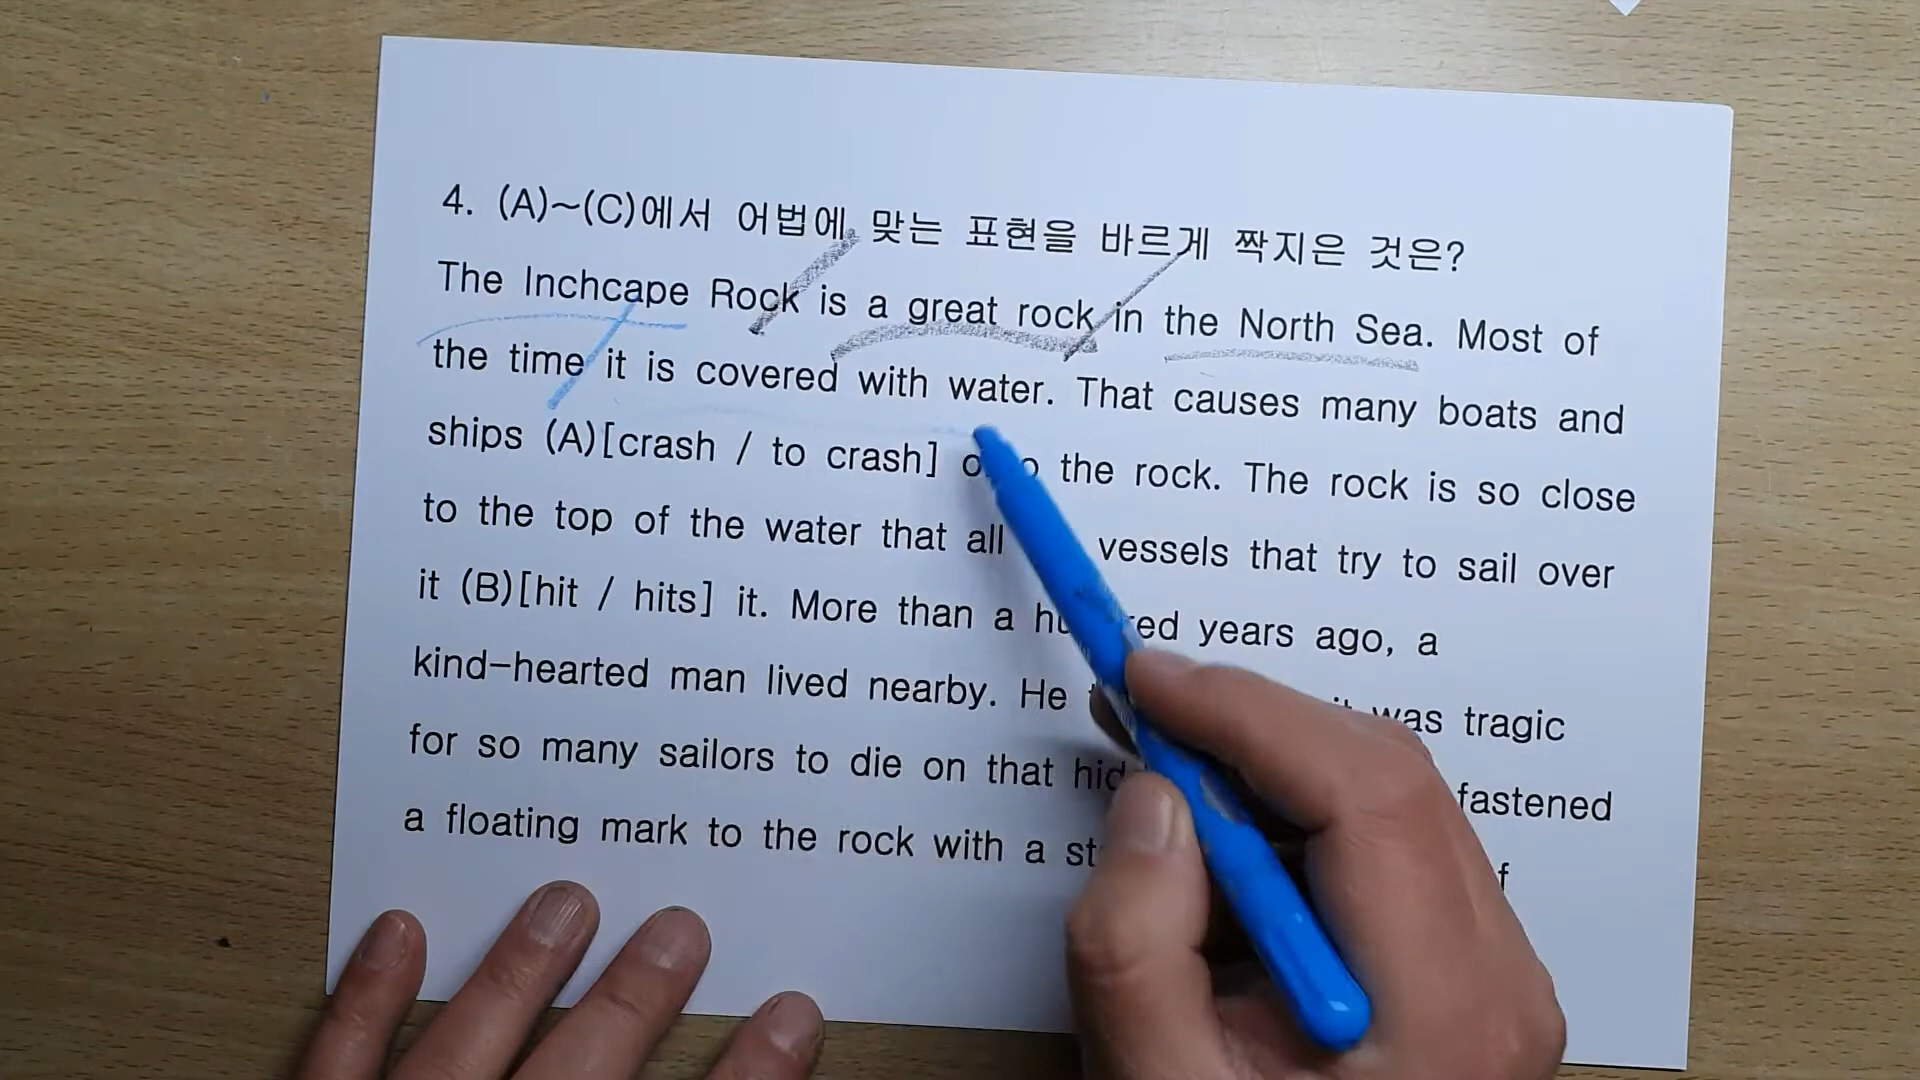 4. (A)~(C)에서 어법에 맞는 표현을 바르게 짝지은 것은?
The Inchcape Rock is a great rock in the North Sea. Most of
the time it is covered with water. That causes many boats and
ships (A)[crash / to crash] the rock. The rock is so close
to the top of the water that all vessels that try to sail over
it (B)[hit / hits] it. More than a years ago, a
kind-hearted man lived nearby. He was tragic
for so many sailors to die on that fastened
a floating mark to the rock with a